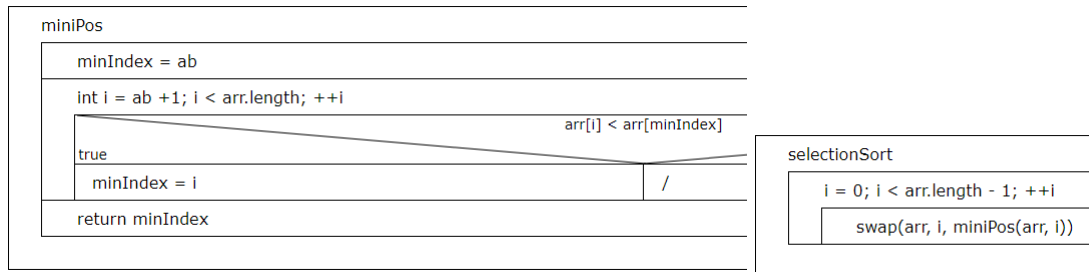 miniPos
minIndex = ab
int i = ab +1; i < arr.length; ++i
arr[i] < arr[minIndex]
true
minIndex = i
/
return minIndex
selectionSort
i = 0; i < arr.length - 1; ++i
swap(arr, i, miniPos(arr, i))